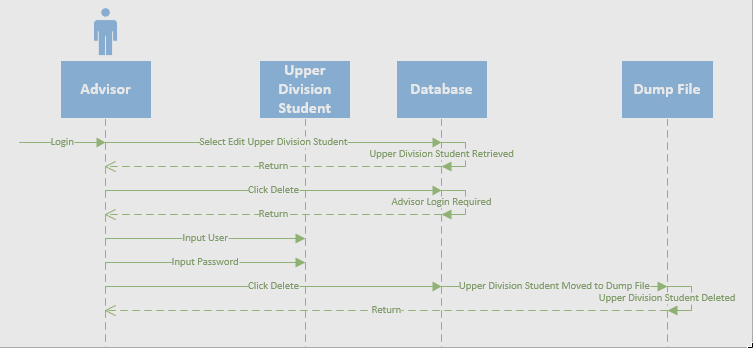 Advisor
Upper
Division
Student
Database
Dump File
Login
Select Edit Upper Division Student
Upper Division Student Retrieved
Return
Click Delete
Advisor Login Required
Return
Input User
Input Password
Click Delete
Upper Division Student Moved to Dump File
Upper Division Student Deleted
Return